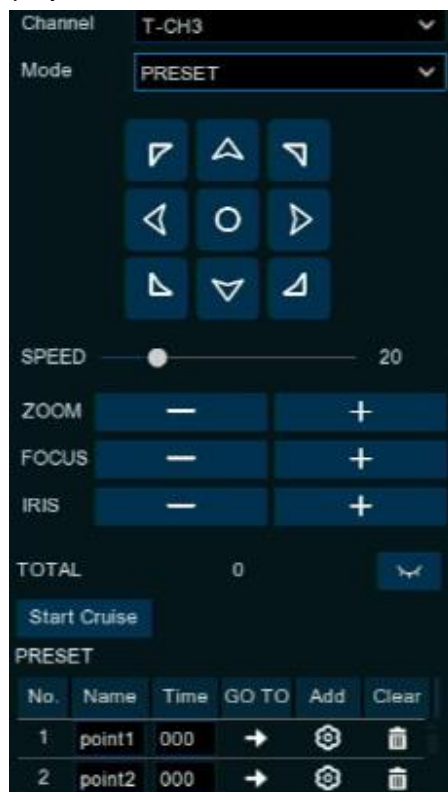 Channel T-CH3
Mode PRESET
SPEED 20
ZOOM — +
FOCUS — +
IRIS — +
TOTAL 0
Start Cruise
PRESET
No. Name Time GO TO Add Clear
1 point1 000
2 point2 000